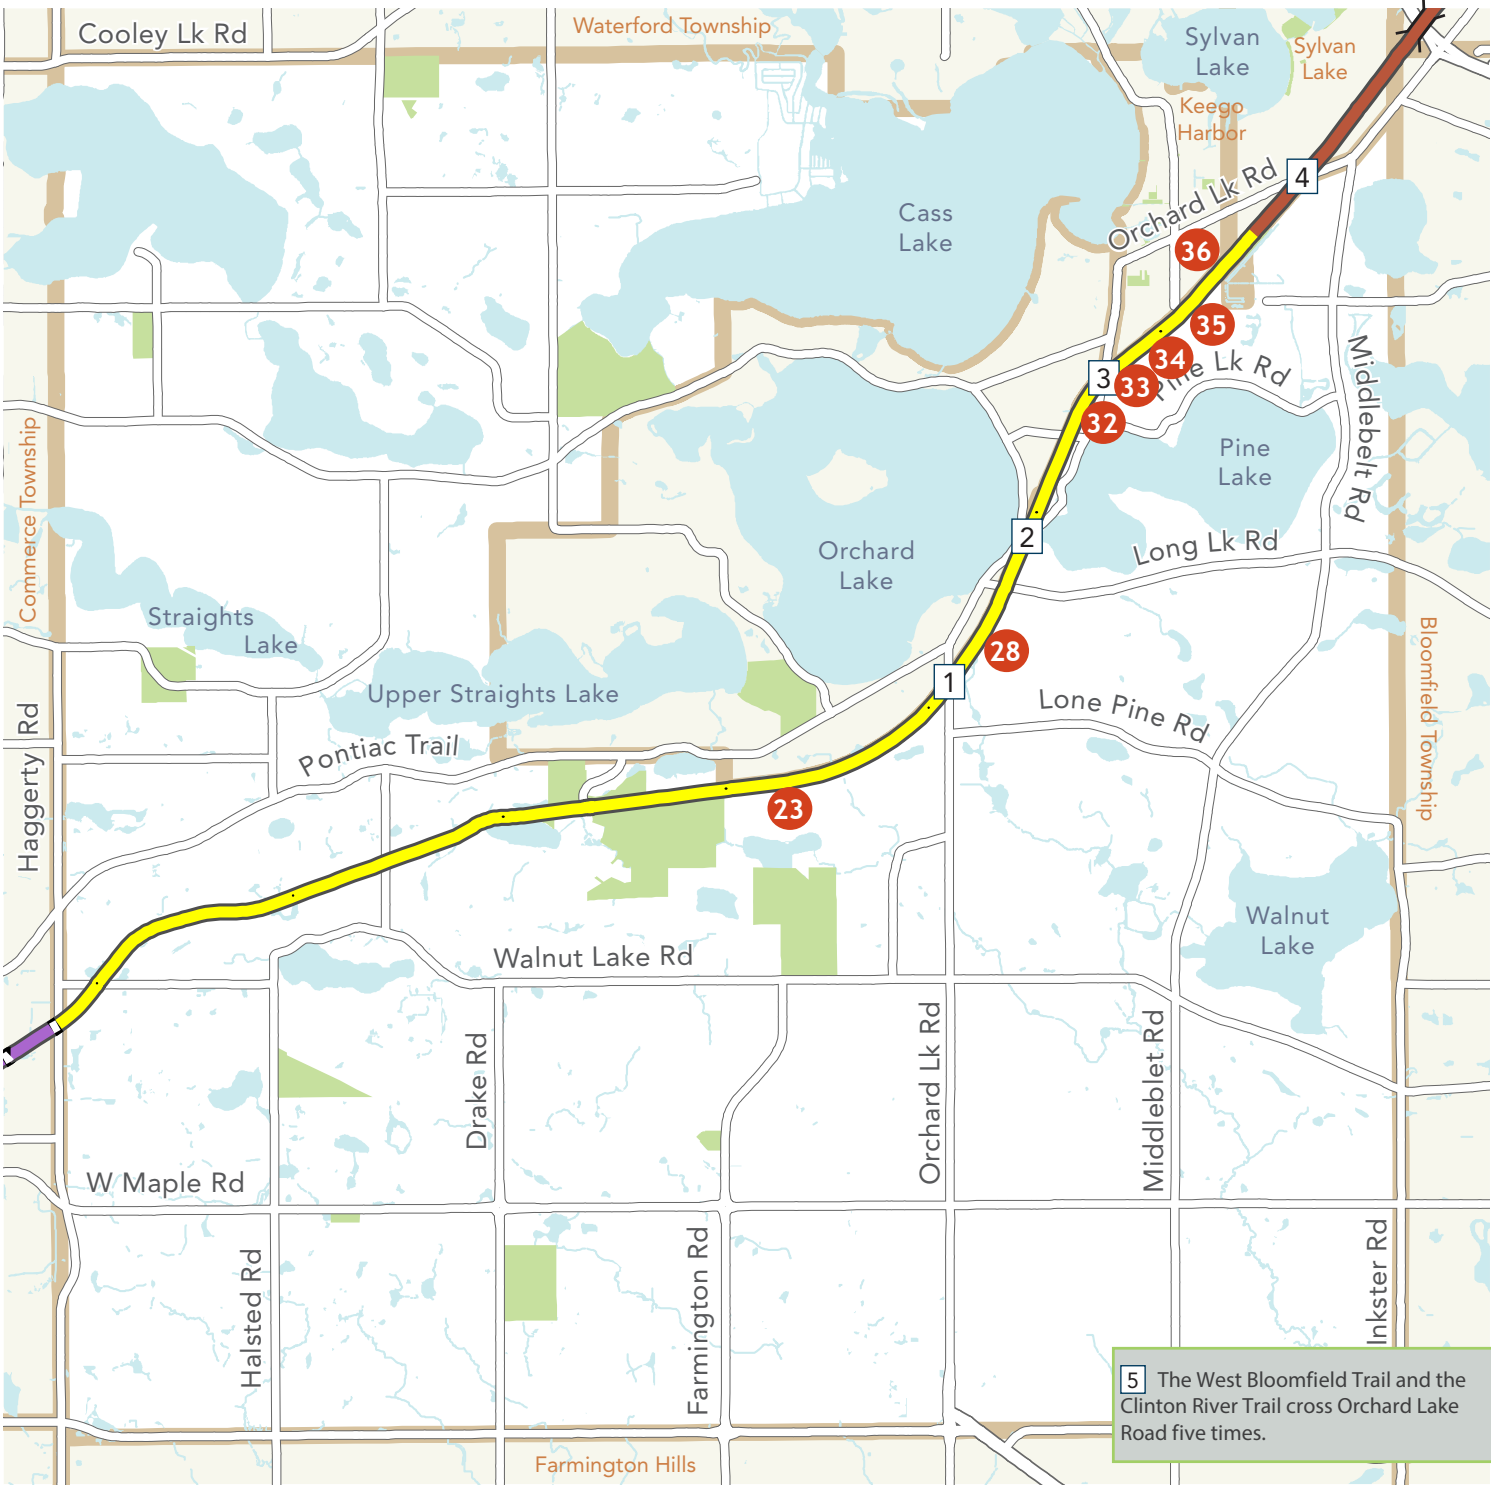 Cooley Lk Rd
Waterford Township
Sylvan
Lake
Sylvan
Lake
Keego
Harbor
4
Orchard Lk Rd
Cass
Lake
36
35
34
3
33
Pine Lk Rd
32
Middlebelt Rd
Pine
Lake
Commerce Township
2
Long Lk Rd
Orchard
Lake
Straights
Lake
28
1
Upper Straights Lake
Lone Pine Rd
Bloomfield Township
Pontiac Trail
Haggerty Rd
23
Walnut
Lake
Walnut Lake Rd
Drake Rd
Orchard Lk Rd
Middleblet Rd
W Maple Rd
Halsted Rd
Farmington Rd
Inkster Rd
5 The West Bloomfield Trail and the
Clinton River Trail cross Orchard Lake
Road five times.
Farmington Hills